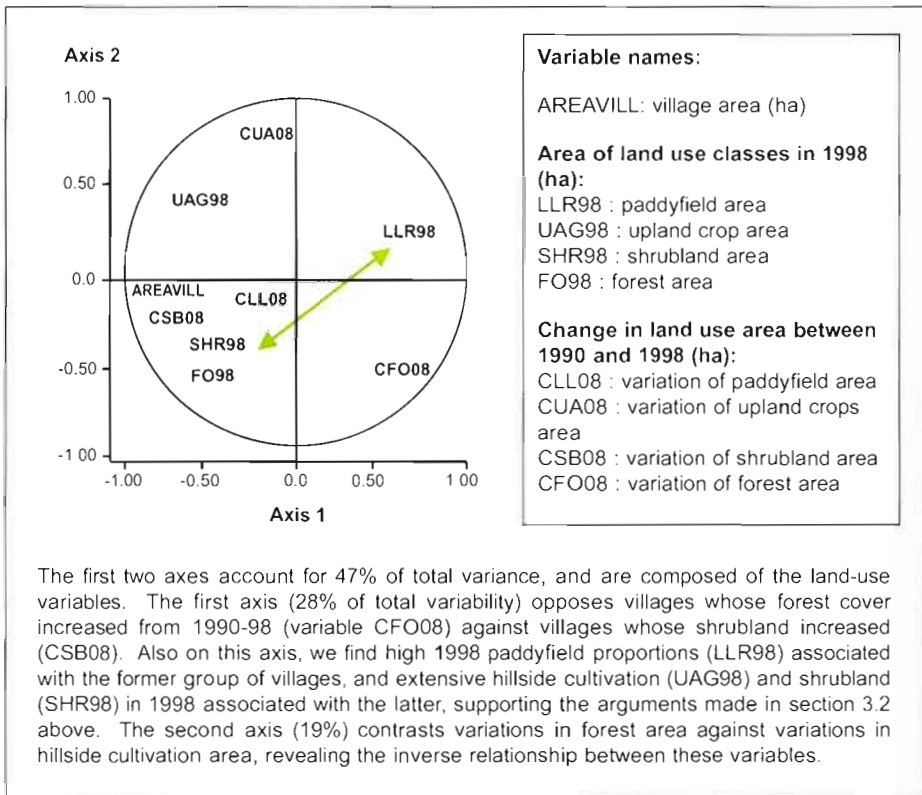 Axis 2
1.00
0.50
0.0
-0.50
-1 00
CUA08
UAG98
LLR98
AREAVILL
CLL08
CSB08
SHR98
FO98
CFO08
-1.00
-0.50
0.0
0.50
1 00
Axis 1
Variable names:
AREAVILL: village area (ha)
Area of land use classes in 1998
(ha):
LLR98 : paddyfield area
UAG98 : upland crop area
SHR98 : shrubland area
FO98 : forest area
Change in land use area between
1990 and 1998 (ha):
CLL08 : variation of paddyfield area
CUA08 : variation of upland crops
area
CSB08 : variation of shrubland area
CFO08 : variation of forest area
The first two axes account for 47% of total variance, and are composed of the land-use
variables. The first axis (28% of total variability) opposes villages whose forest cover
increased from 1990-98 (variable CFO08) against villages whose shrubland increased
(CSB08). Also on this axis, we find high 1998 paddyfield proportions (LLR98) associated
with the former group of villages, and extensive hillside cultivation (UAG98) and shrubland
(SHR98) in 1998 associated with the latter, supporting the arguments made in section 3.2
above. The second axis (19%) contrasts variations in forest area against variations in
hillside cultivation area, revealing the inverse relationship between these variables.